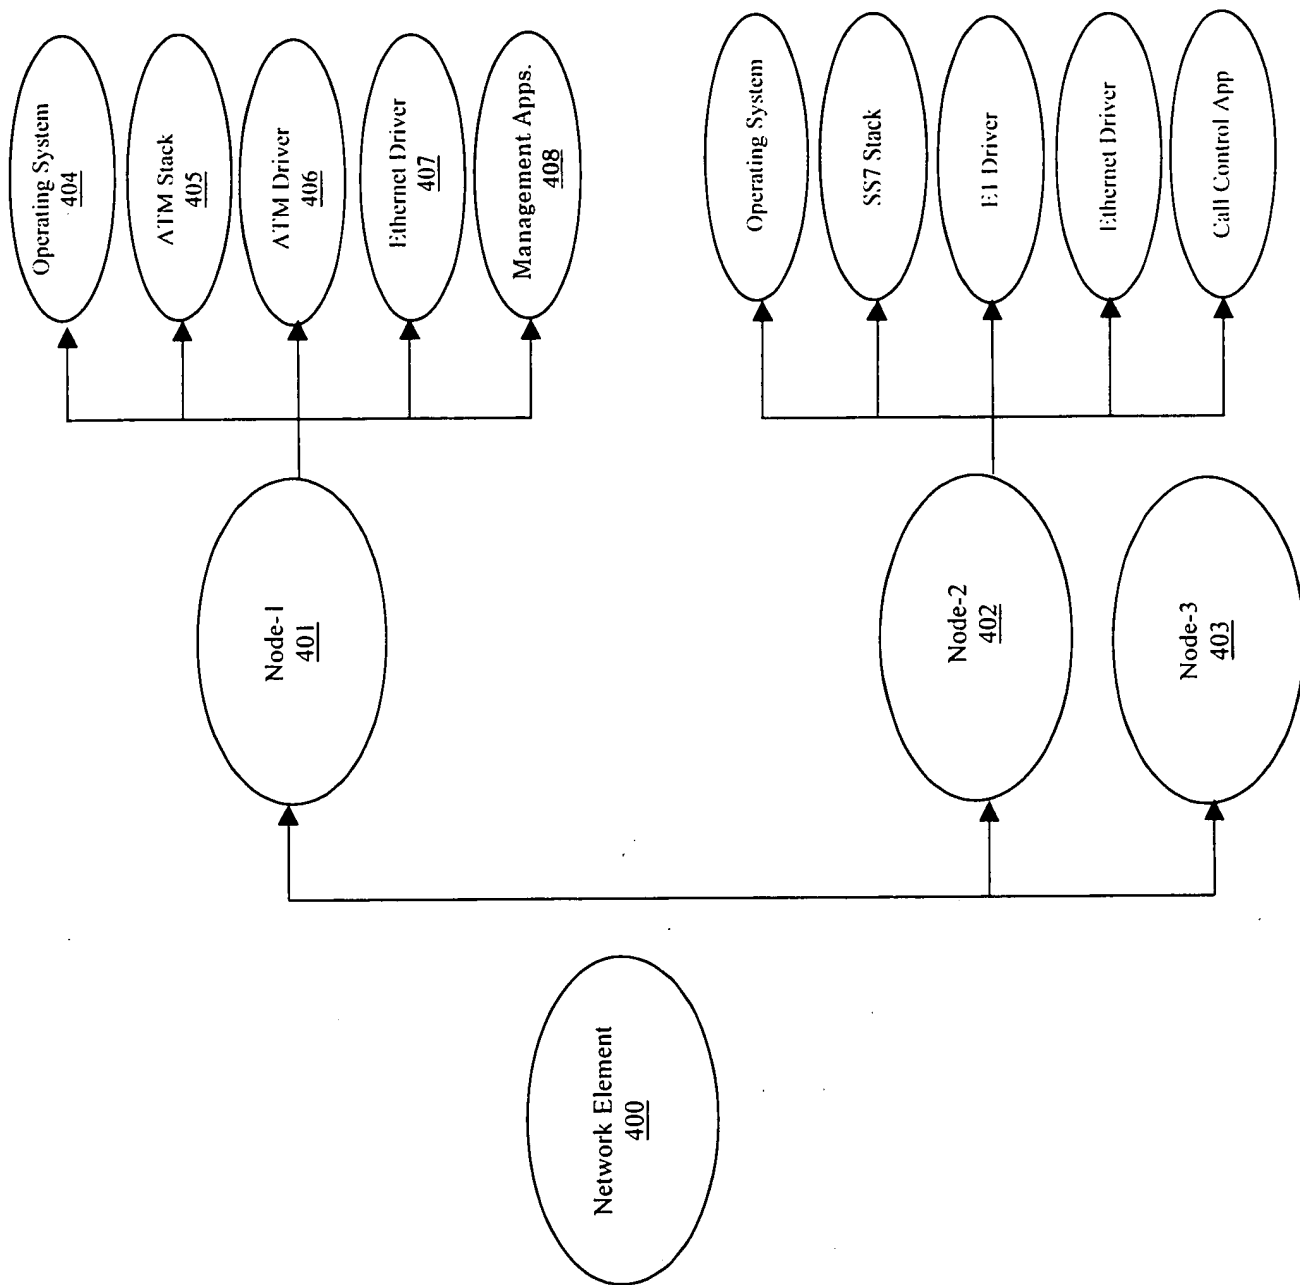 Network Element
400
Node-1
401
Node-2
402
Node-3
403
Operating System
404
ATM Stack
405
ATM Driver
406
Ethernet Driver
407
Management Apps.
408
Operating System
SS7 Stack
E1 Driver
Ethernet Driver
Call Control App